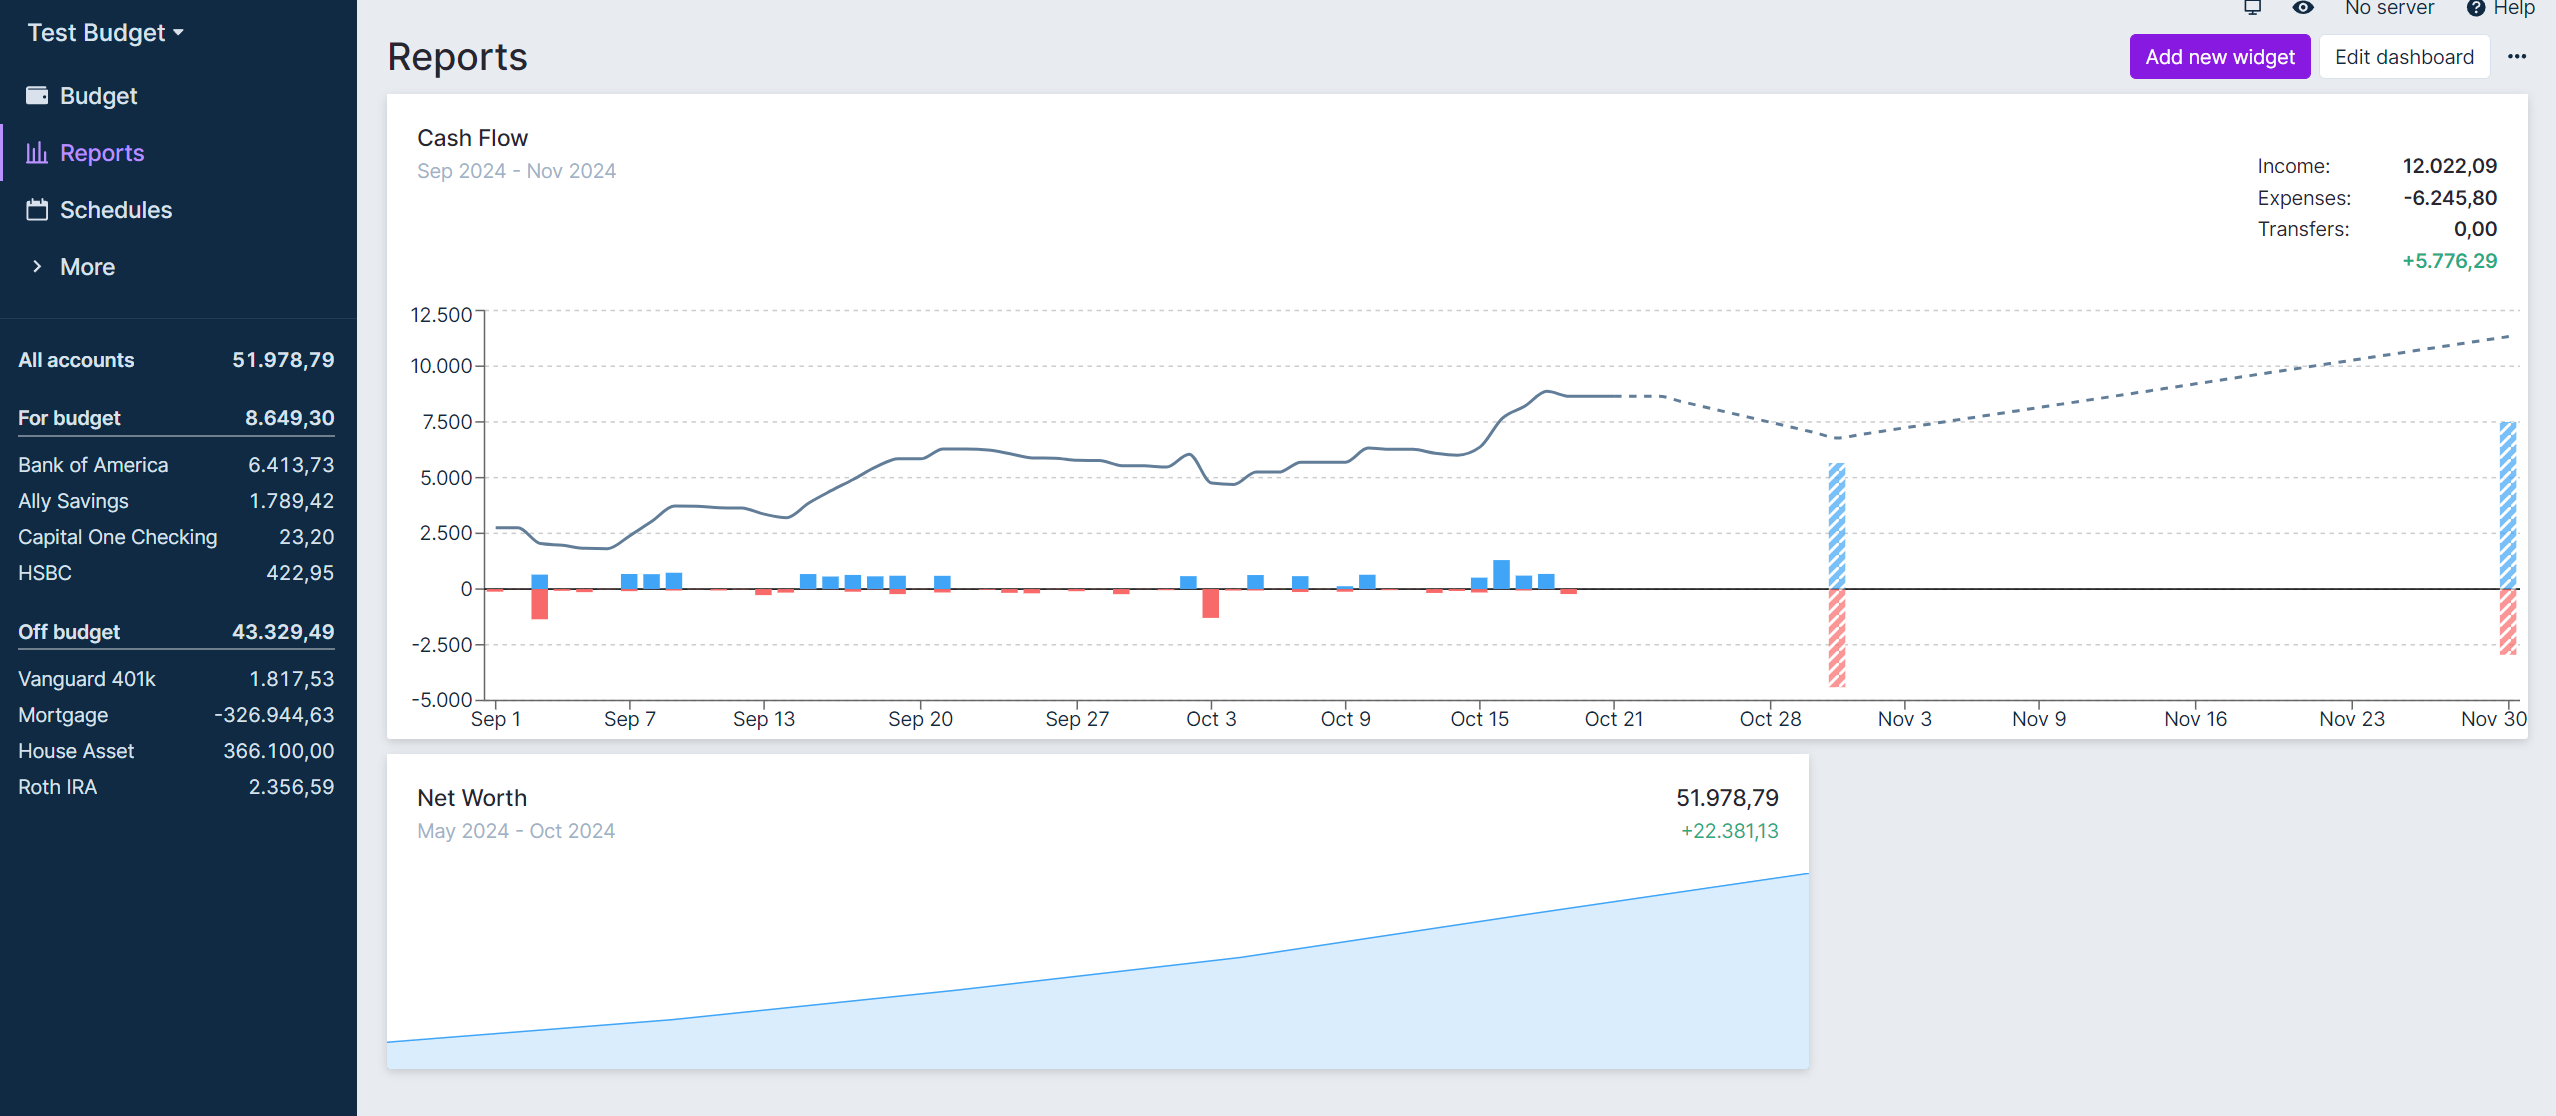 Test Budget
Budget
Reports
Schedules
More
All accounts 51.978,79
For budget 8.649,30
Bank of America 6.413,73
Ally Savings 1.789,42
Capital One Checking 23,20
HSBC 422,95
Off budget 43.329,49
Vanguard 401k 1.817,53
Mortgage -326.944,63
House Asset 366.100,00
Roth IRA 2.356,59
No server Help
Reports
Add new widget Edit dashboard
Cash Flow
Sep 2024 - Nov 2024
Income: 12.022,09
Expenses: -6.245,80
Transfers: 0,00
+5.776,29
12.500
10.000
7.500
5.000
2.500
0
-2.500
-5.000
Sep 1 Sep 7 Sep 13 Sep 20 Sep 27 Oct 3 Oct 9 Oct 15 Oct 21 Oct 28 Nov 3 Nov 9 Nov 16 Nov 23 Nov 30
Net Worth 51.978,79
May 2024 - Oct 2024 +22.381,13